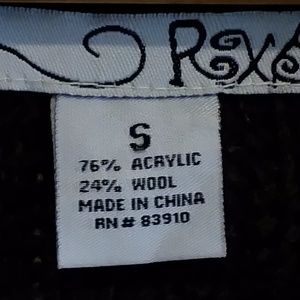 S
76% ACRYLIC
24% WOOL
MADE IN CHINA
RN# 83910